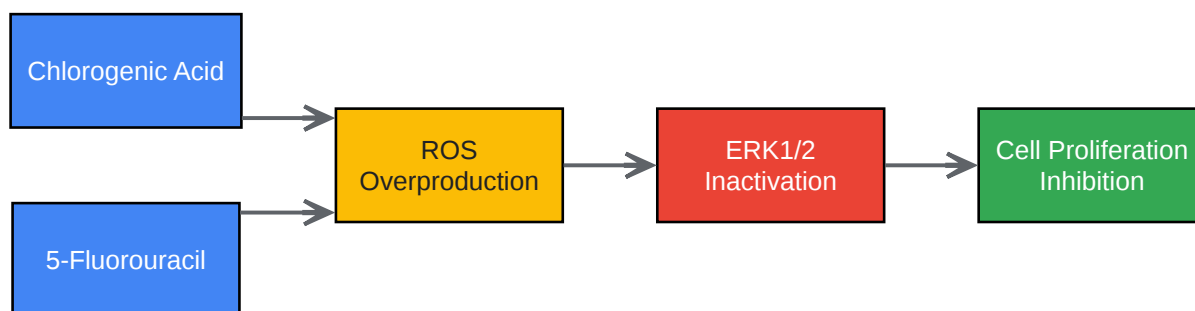 Chlorogenic Acid
5-Fluorouracil
ROS
Overproduction
ERK1/2
Inactivation
Cell Proliferation
Inhibition